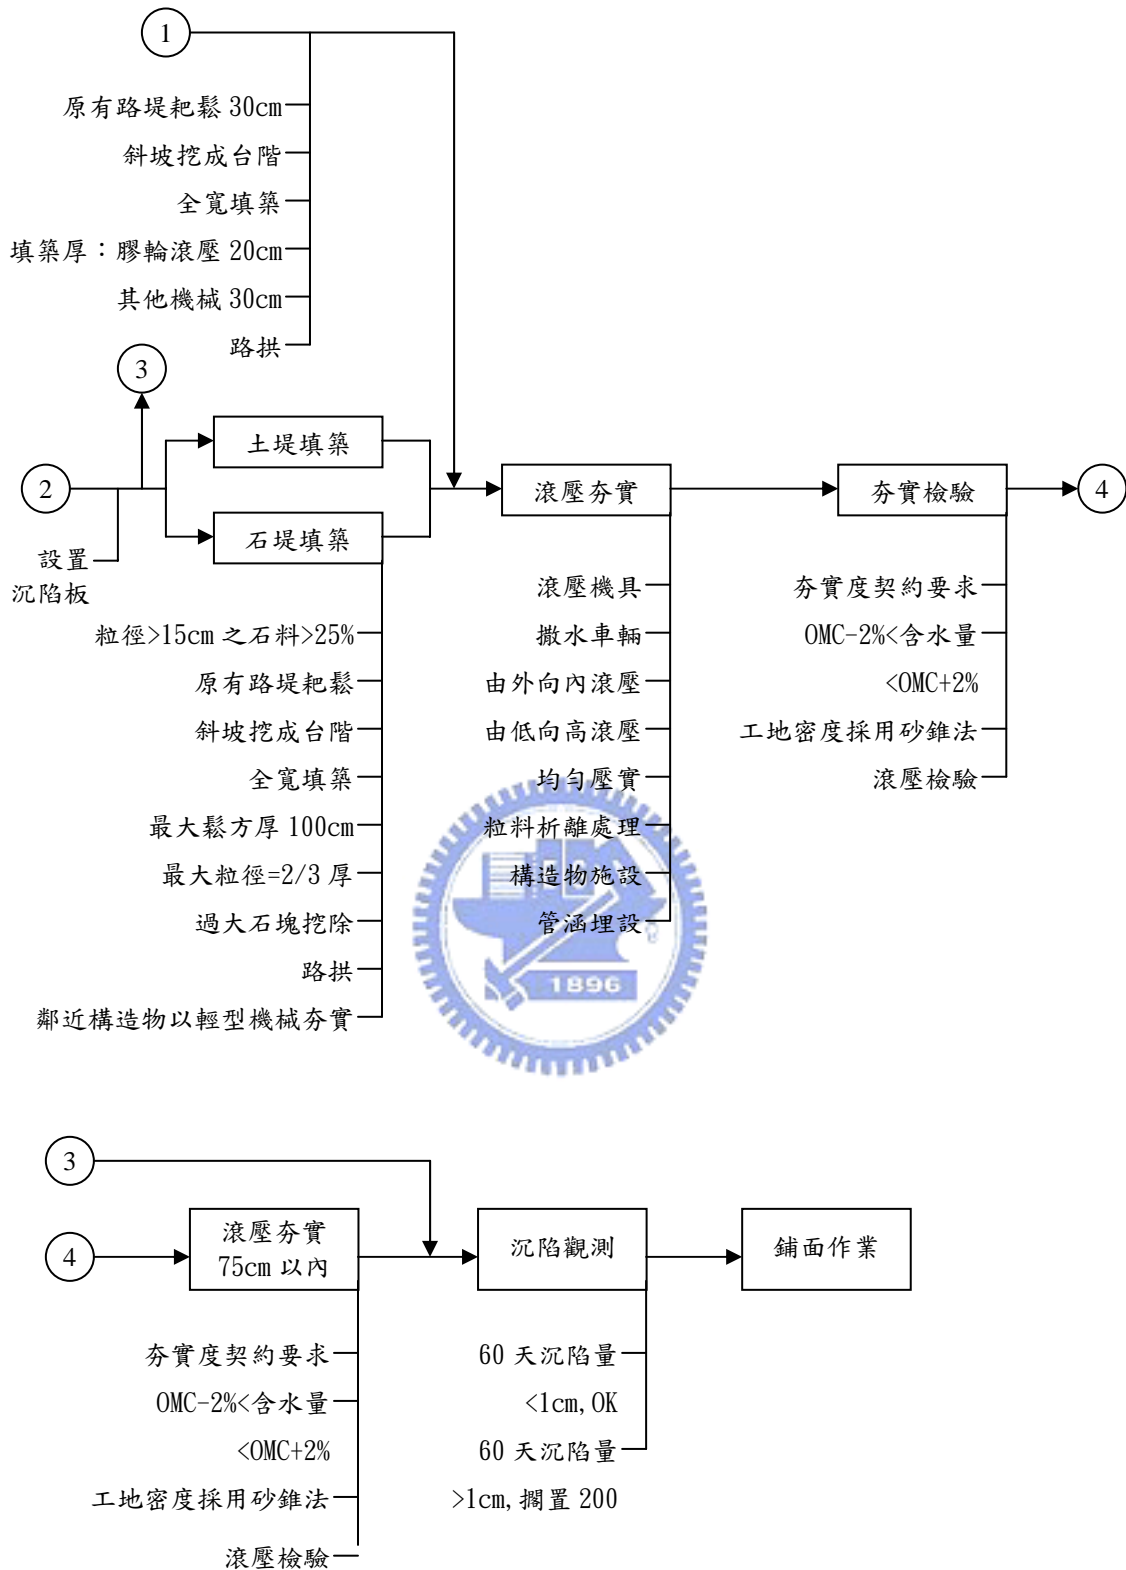 1
原有路堤耙鬆 30cm
斜坡挖成台階
全寬填築
填築厚：膠輪滾壓 20cm
其他機械 30cm
路拱
3
土堤填築
2
滾壓夯實
夯實檢驗
4
石堤填築
設置
沉陷板
粒徑>15cm 之石料>25%
原有路堤耙鬆
斜坡挖成台階
全寬填築
最大鬆方厚 100cm
最大粒徑=2/3 厚
過大石塊挖除
路拱
鄰近構造物以輕型機械夯實
滾壓機具
撒水車輛
由外向內滾壓
由低向高滾壓
均勻壓實
粒料析離處理
構造物施設
管涵埋設
夯實度契約要求
OMC-2%<含水量
<OMC+2%
工地密度採用砂錐法
滾壓檢驗
1896
3
4
滾壓夯實
75cm 以內
沉陷觀測
鋪面作業
夯實度契約要求
OMC-2%<含水量
<OMC+2%
工地密度採用砂錐法
滾壓檢驗
60 天沉陷量
<1cm,OK
60 天沉陷量
>1cm,擱置 200